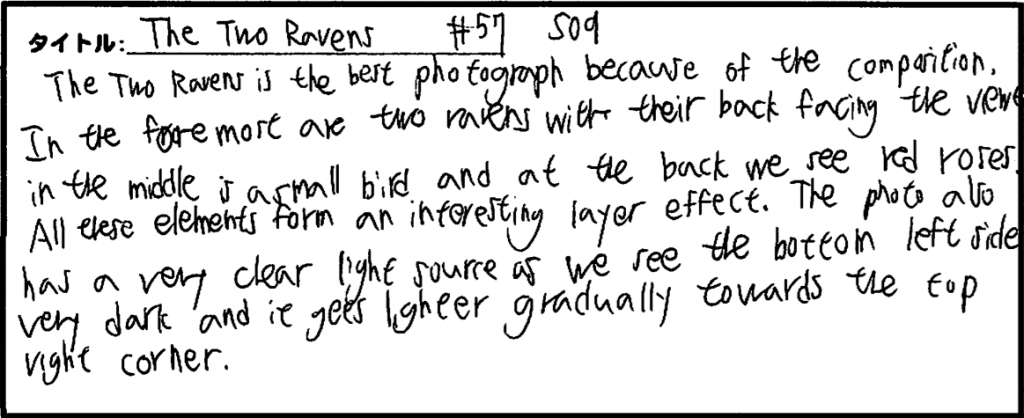 タイトル: The Two Ravens #57 S09
The Two Ravens is the best photograph because of the comparition.
In the foremost are two ravens with their back facing the view
in the middle is a small bird and at the back we see red roses.
All these elements form an interesting layer effect. The photo also
has a very clear light source as we see the bottom left side
very dark and it gets lighter gradually towards the top
right corner.